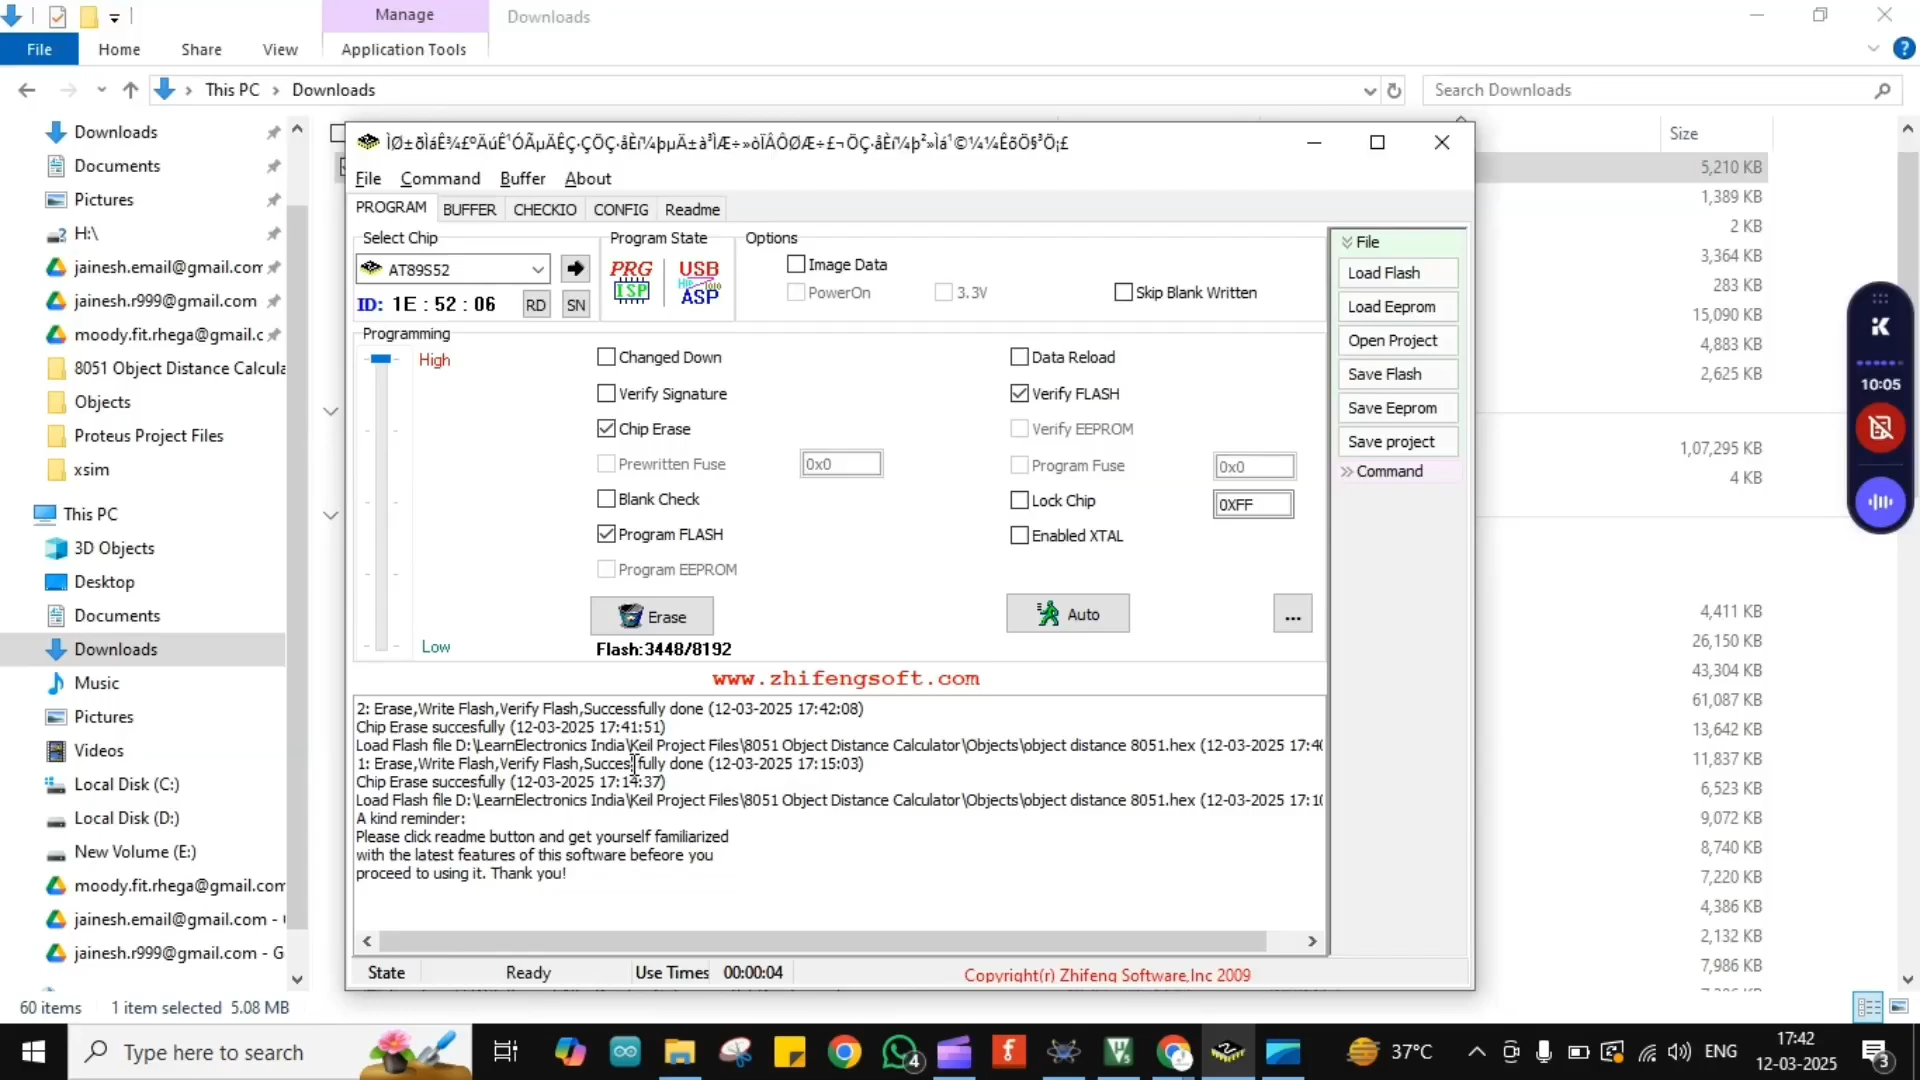 Manage
Downloads
File
Home
Share
View
Application Tools
This PC
Downloads
Search Downloads
Downloads
Documents
Pictures
H:\
jainesh.email@gmail.com
jainesh.r999@gmail.com
moody.fit.rhega@gmail.c
8051 Object Distance Calcula
Objects
Proteus Project Files
xsim
This PC
3D Objects
Desktop
Documents
Downloads
Music
Pictures
Videos
Local Disk (C:)
Local Disk (D:)
New Volume (E:)
moody.fit.rhega@gmail.com
jainesh.email@gmail.com -
jainesh.r999@gmail.com - G
File
Command
Buffer
About
PROGRAM
BUFFER
CHECKIO
CONFIG
Readme
Select Chip
AT89S52
ID: 1E : 52 : 06
RD
SN
Program State
PRG
ISP
USB
ASP
Options
Image Data
PowerOn
3.3V
Skip Blank Written
Programming
High
Low
Changed Down
Verify Signature
Chip Erase
Prewritten Fuse
0x0
Blank Check
Program FLASH
Program EEPROM
Data Reload
Verify FLASH
Verify EEPROM
Program Fuse
0x0
Lock Chip
0XFF
Enabled XTAL
Erase
Auto
...
Flash:3448/8192
www.zhifengsoft.com
2: Erase,Write Flash,Verify Flash,Successfully done (12-03-2025 17:42:08)
Chip Erase succesfully (12-03-2025 17:41:51)
Load Flash file D:\LearnElectronics India\Keil Project Files\8051 Object Distance Calculator\Objects\object distance 8051.hex (12-03-2025 17:40
1: Erase,Write Flash,Verify Flash,Successfully done (12-03-2025 17:15:03)
Chip Erase succesfully (12-03-2025 17:14:37)
Load Flash file D:\LearnElectronics India\Keil Project Files\8051 Object Distance Calculator\Objects\object distance 8051.hex (12-03-2025 17:10
A kind reminder:
Please click readme button and get yourself familiarized
with the latest features of this software befeore you
proceed to using it. Thank you!
State
Ready
Use Times
00:00:04
Copyright(r) Zhifeng Software,Inc 2009
File
Load Flash
Load Eeprom
Open Project
Save Flash
Save Eeprom
Save project
Command
Size
5,210 KB
1,389 KB
2 KB
3,364 KB
283 KB
15,090 KB
4,883 KB
2,625 KB
1,07,295 KB
4 KB
4,411 KB
26,150 KB
43,304 KB
61,087 KB
13,642 KB
11,837 KB
6,523 KB
9,072 KB
8,740 KB
7,220 KB
4,386 KB
2,132 KB
7,986 KB
10:05
60 items
1 item selected 5.08 MB
Type here to search
4
37°C
ENG
17:42
12-03-2025
3